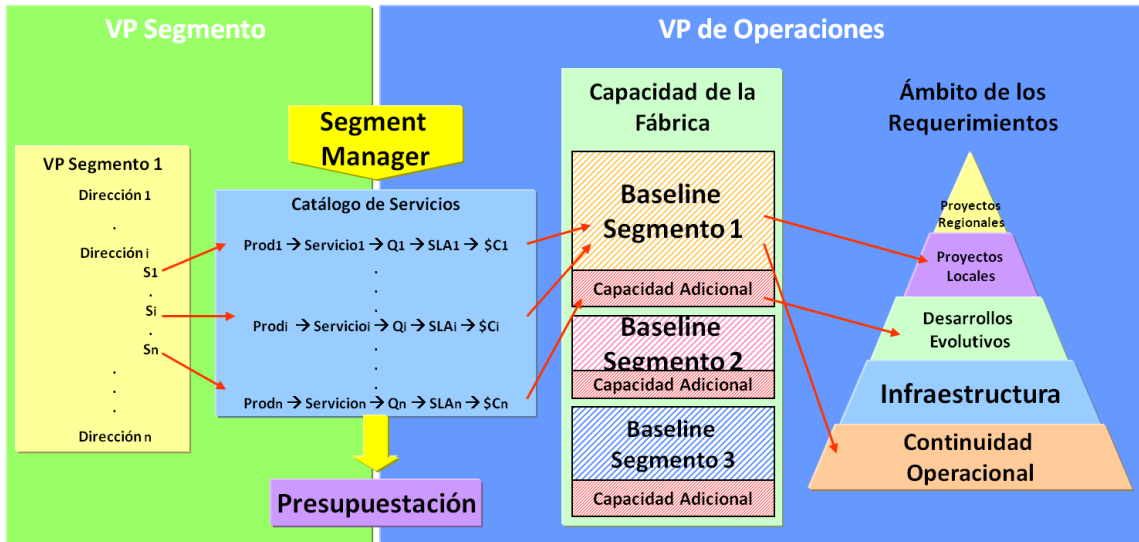 VP Segmento
VP de Operaciones
Segment
Manager
VP Segmento 1
Dirección 1
.
Dirección i
S1
.
Si
.
Sn
.
.
.
Dirección n
Catálogo de Servicios
Prod1 → Servicio1 → Q1 → SLA1 → $C1
. .
. .
. .
Prodi → Servicioi → Qi → SLAi → $Ci
. .
. .
. .
Prodn → Servicion → Qn → SLAn → $Cn
Presupuestación
Capacidad de la
Fábrica
Baseline
Segmento 1
Capacidad Adicional
Baseline
Segmento 2
Capacidad Adicional
Baseline
Segmento 3
Capacidad Adicional
Ámbito de los
Requerimientos
Proyectos
Regionales
Proyectos
Locales
Desarrollos
Evolutivos
Infraestructura
Continuidad
Operacional